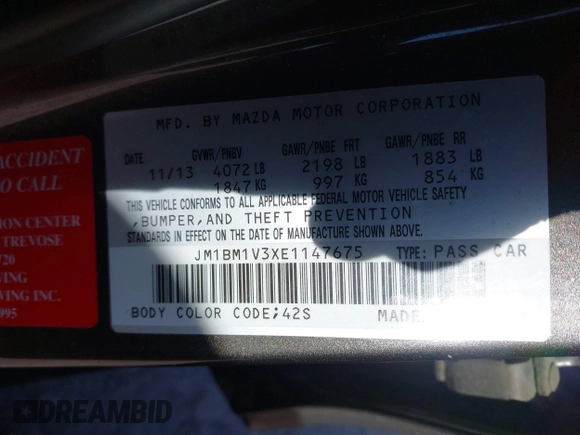 MFD. BY MAZDA MOTOR CORPORATION
DATE GVWR/PNBV GAWR/PNBE FRT GAWR/PNBE RR
11/13 4072 LB 2198 LB 1883 LB
1847 KG 997 KG 854 KG
THIS VEHICLE CONFORMS TO ALL APPLICABLE FEDERAL MOTOR VEHICLE SAFETY
,BUMPER,AND THEFT PREVENTION
STANDARDS IN EFFECT ON THE DATE OF MANUFACTURE SHOWN ABOVE.
JM1BM1V3XE1147675 TYPE: PASS CAR
BODY COLOR CODE;42S MADE
ACCIDENT
O CALL
ION CENTER
TREVOSE
720
VING
VING INC.
995
DREAMBID